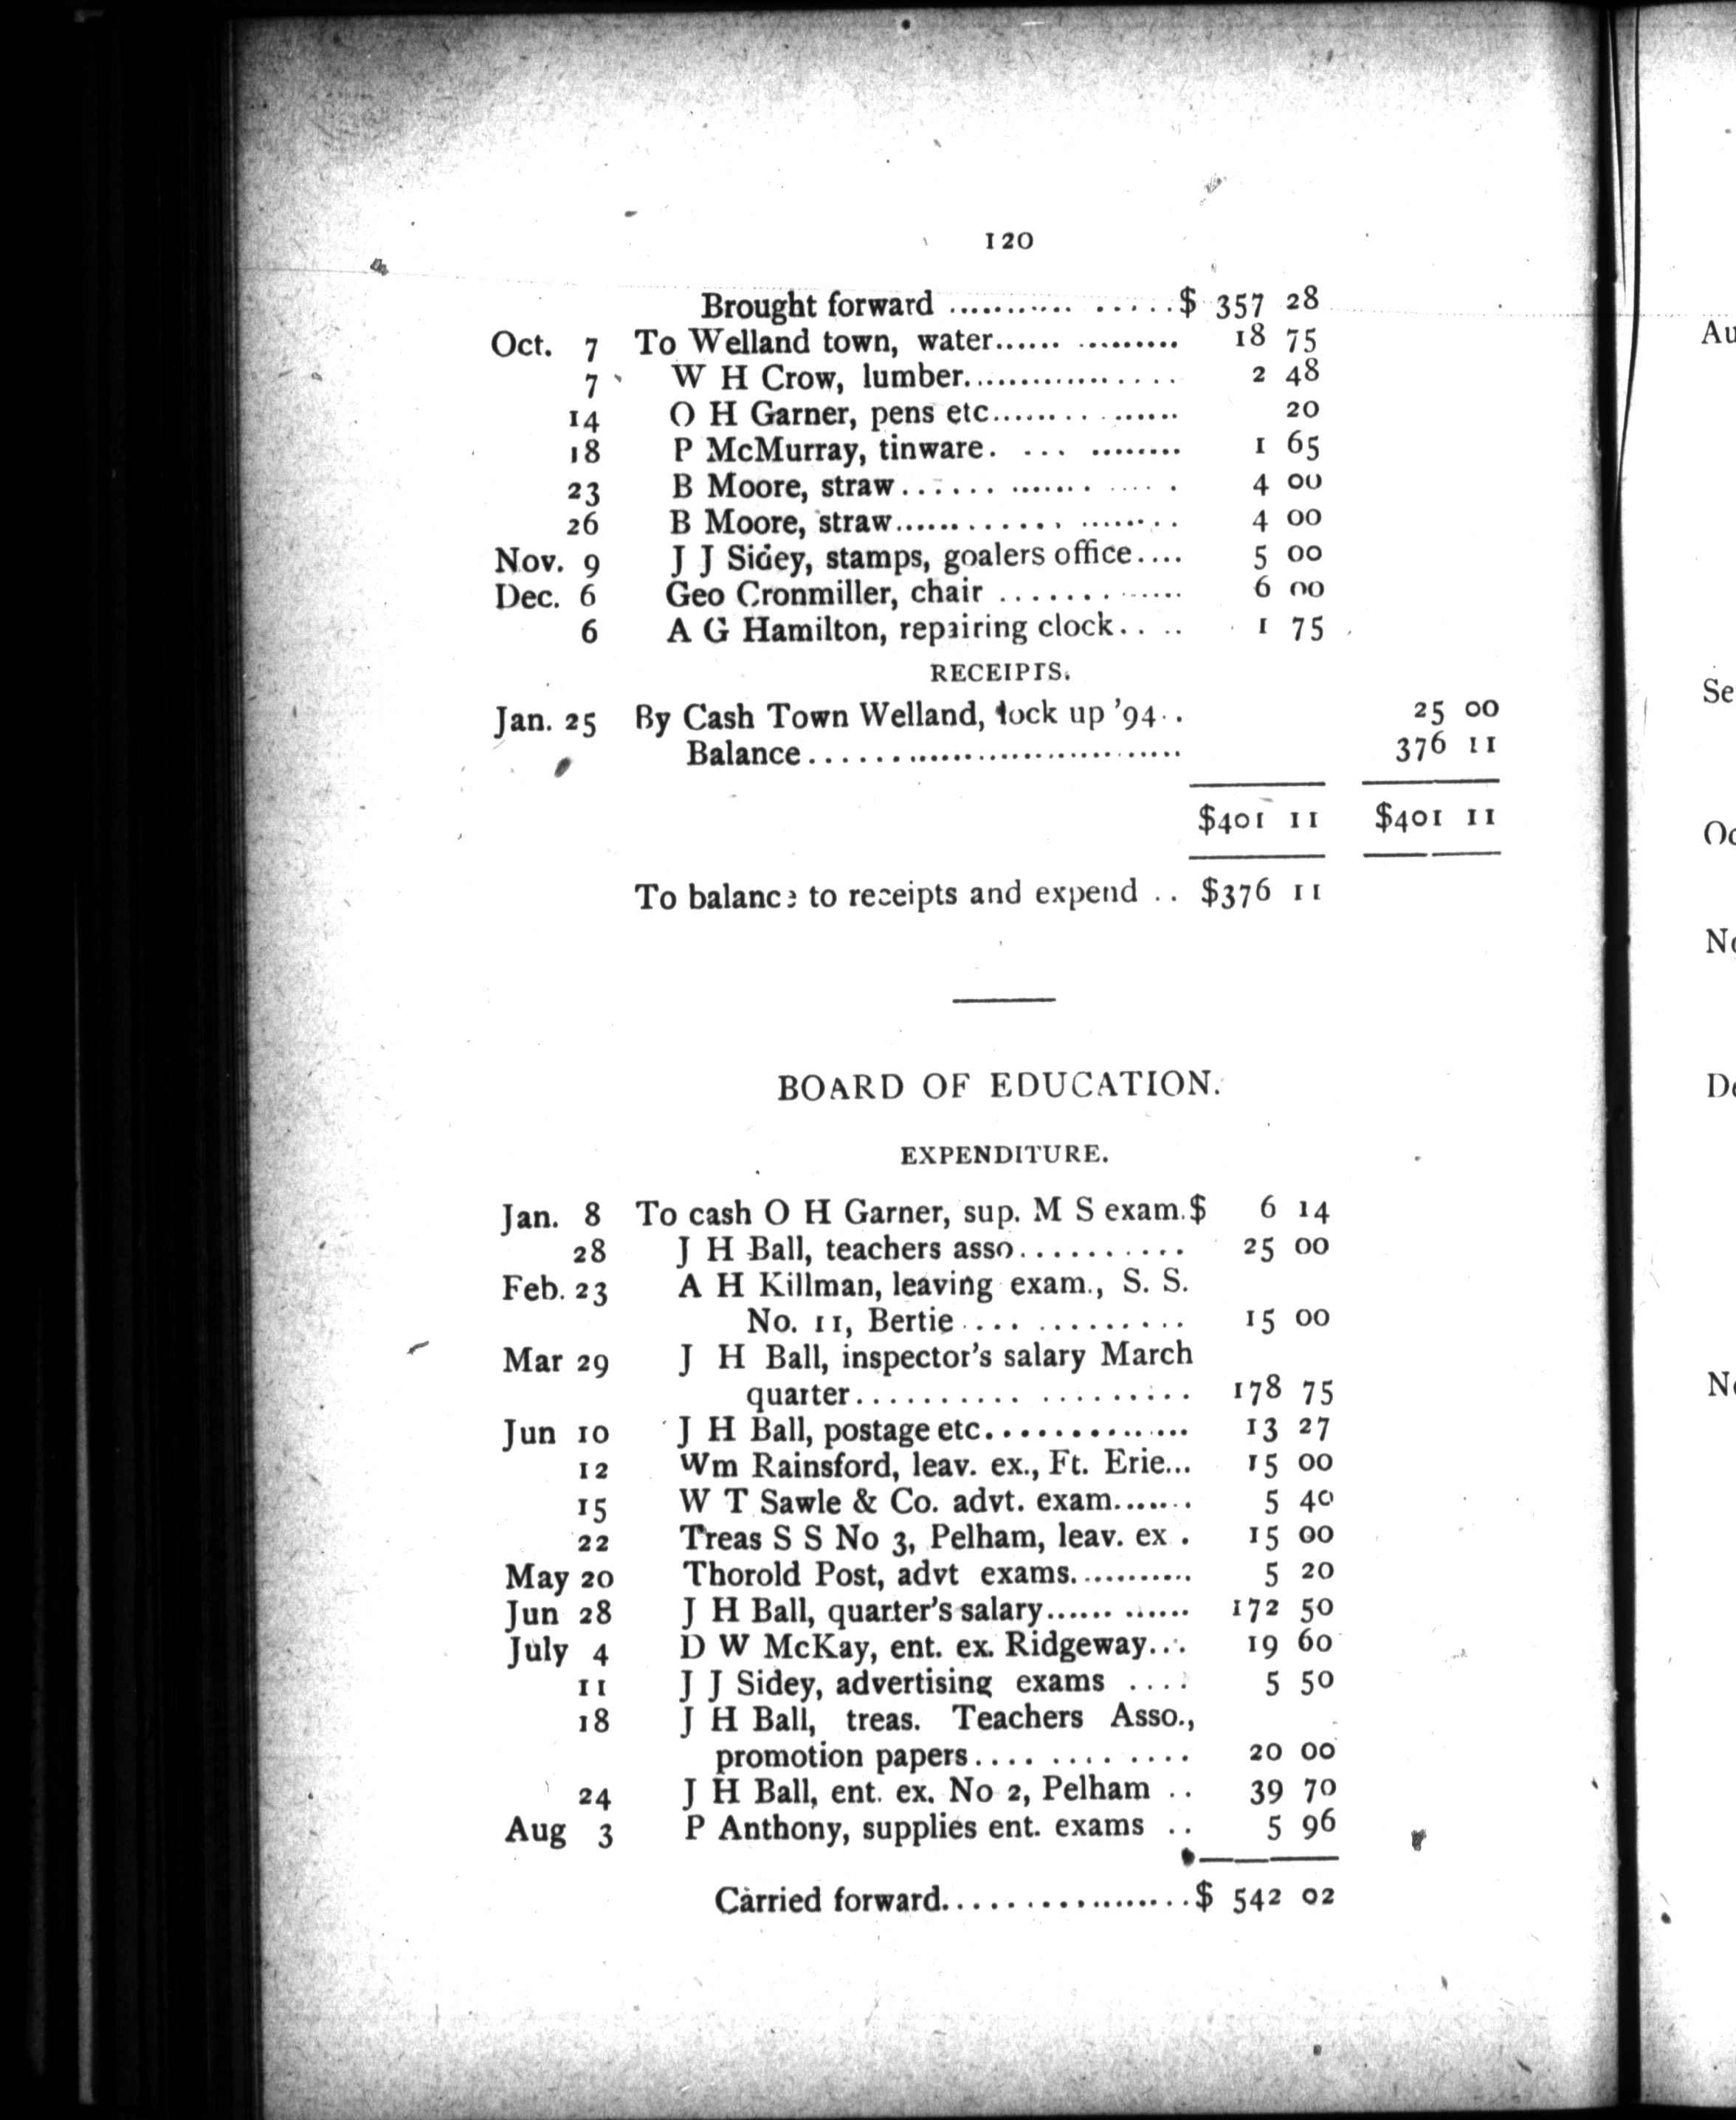 120
Brought forward ........... .....$ 357 28
Oct. 7 To Welland town, water...... ......... 18 75
7 W H Crow, lumber................ 2 48
14 O H Garner, pens etc........ ...... 20
18 P McMurray, tinware. ... ........ 1 65
23 B Moore, straw...... ....... ..... . 4 00
26 B Moore, straw............ ........ 4 00
Nov. 9 J J Sidey, stamps, goalers office.... 5 00
Dec. 6 Geo Cronmiller, chair ............. 6 00
6 A G Hamilton, repairing clock.. .. 1 75
RECEIPTS.
Jan. 25 By Cash Town Welland, lock up '94.. 25 00
Balance............................ 376 11
$401 11 $401 11
To balance to receipts and expend .. $376 11
BOARD OF EDUCATION.
EXPENDITURE.
Jan. 8 To cash O H Garner, sup. M S exam.$ 6 14
28 J H Ball, teachers asso.......... 25 00
Feb. 23 A H Killman, leaving exam., S. S.
No. 11, Bertie .... ......... 15 00
Mar 29 J H Ball, inspector's salary March
quarter.......... ......... 178 75
Jun 10 J H Ball, postage etc.............. 13 27
12 Wm Rainsford, leav. ex., Ft. Erie... 15 00
15 W T Sawle & Co. advt. exam....... 5 40
22 Treas S S No 3, Pelham, leav. ex . 15 00
May 20 Thorold Post, advt exams........... 5 20
Jun 28 J H Ball, quarter's salary...... ...... 172 50
July 4 D W McKay, ent. ex. Ridgeway... 19 60
11 J J Sidey, advertising exams .... 5 50
18 J H Ball, treas. Teachers Asso.,
promotion papers.... ........ 20 00
24 J H Ball, ent. ex. No 2, Pelham .. 39 70
Aug 3 P Anthony, supplies ent. exams .. 5 96
Carried forward.................$ 542 02
Au
Se
Oc
No
De
No